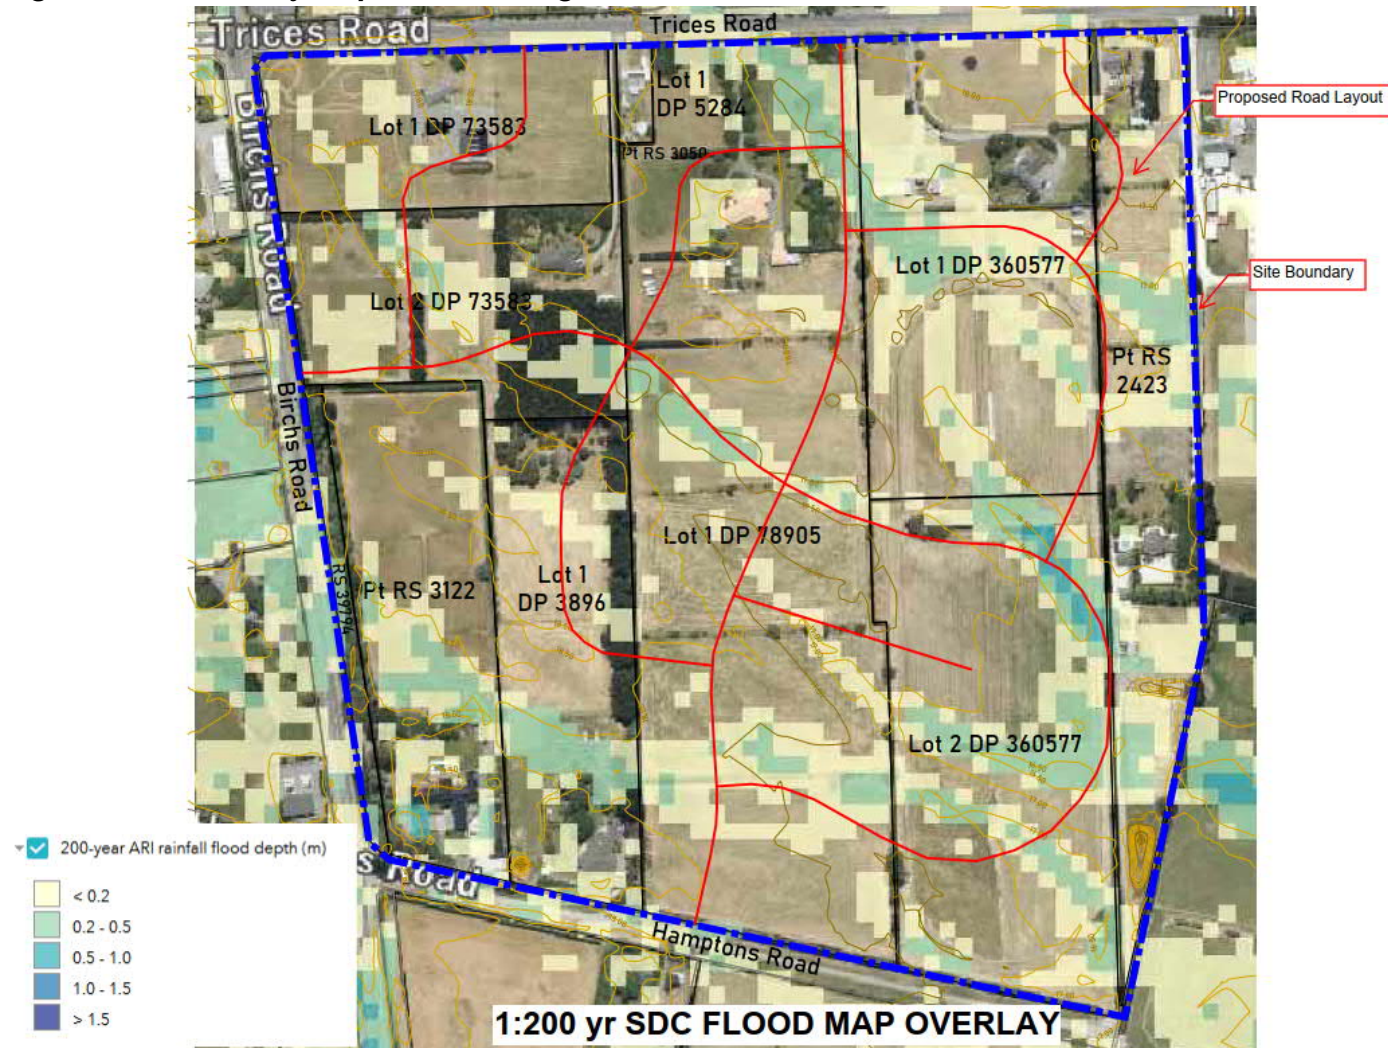 Trices Road
Trices Road
Proposed Road Layout
Lot 1
DP 5284
Lot 1 DP 73583
Pt RS 3050
Birchs Road
Site Boundary
Lot 1 DP 360577
Lot 2 DP 73583
Pt RS
2423
Birchs Road
Lot 1 DP 78905
RS 39794
Pt RS 3122
Lot 1
DP 3896
Lot 2 DP 360577
200-year ARI rainfall flood depth (m)
< 0.2
0.2 - 0.5
0.5 - 1.0
1.0 - 1.5
> 1.5
s Road
Hamptons Road
1:200 yr SDC FLOOD MAP OVERLAY